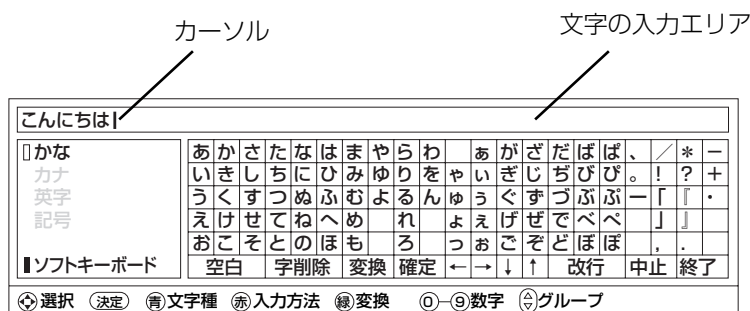 カーソル
文字の入力エリア
こんにちは
かな
カナ
英字
記号
ソフトキーボード
あ か さ た な は ま や ら わ ぁ が ざ だ ば ぱ 、 ／ ＊ －
い き し ち に ひ み ゆ り を ゃ ぃ ぎ じ ぢ び ぴ 。 ！ ？ ＋
う く す つ ぬ ふ む よ る ん ゅ ぅ ぐ ず づ ぶ ぷ ー 「 『 ・
え け せ て ね へ め れ ょ ぇ げ ぜ で べ ぺ 」 』
お こ そ と の ほ も ろ っ ぉ ご ぞ ど ぼ ぽ ， ．
空白 字削除 変換 確定 ← → ↓ ↑ 改行 中止 終了
選択 決定 青 文字種 赤 入力方法 緑 変換 0－9 数字 グループ